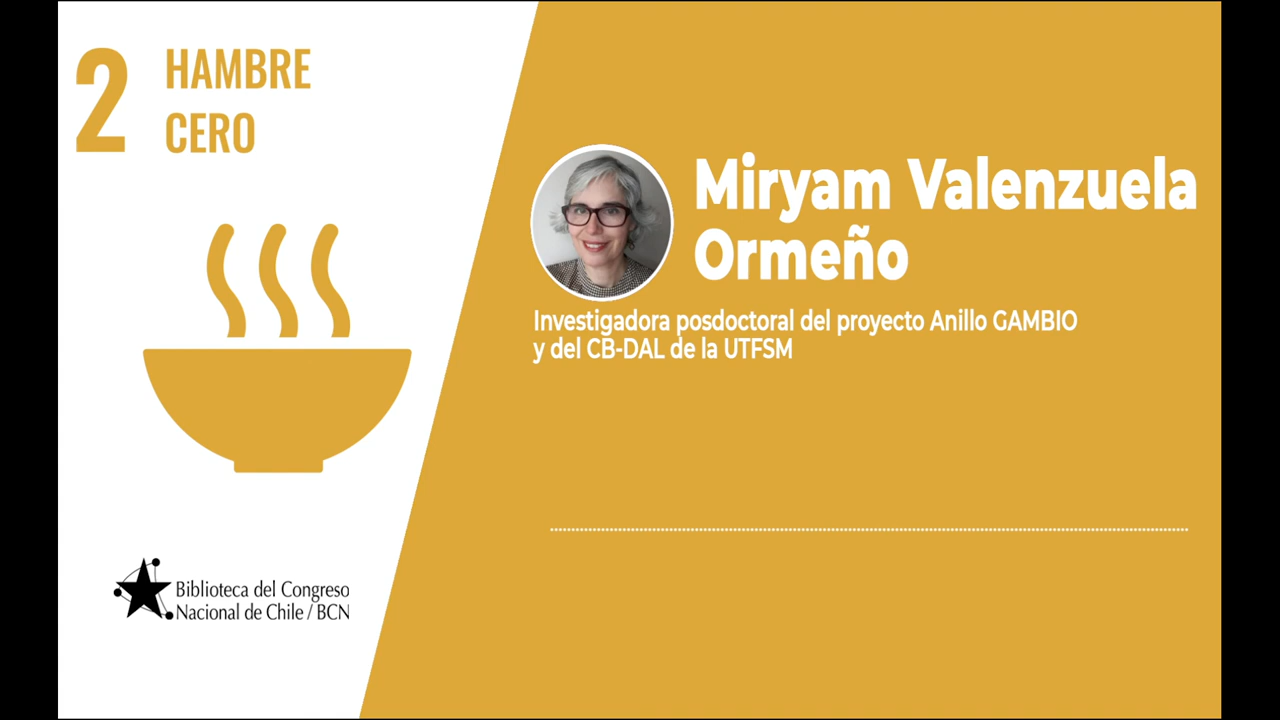 2
HAMBRE
CERO
Miryam Valenzuela
Ormeño
Investigadora posdoctoral del proyecto Anillo GAMBIO
y del CB-DAL de la UTFSM
Biblioteca del Congreso
Nacional de Chile / BCN